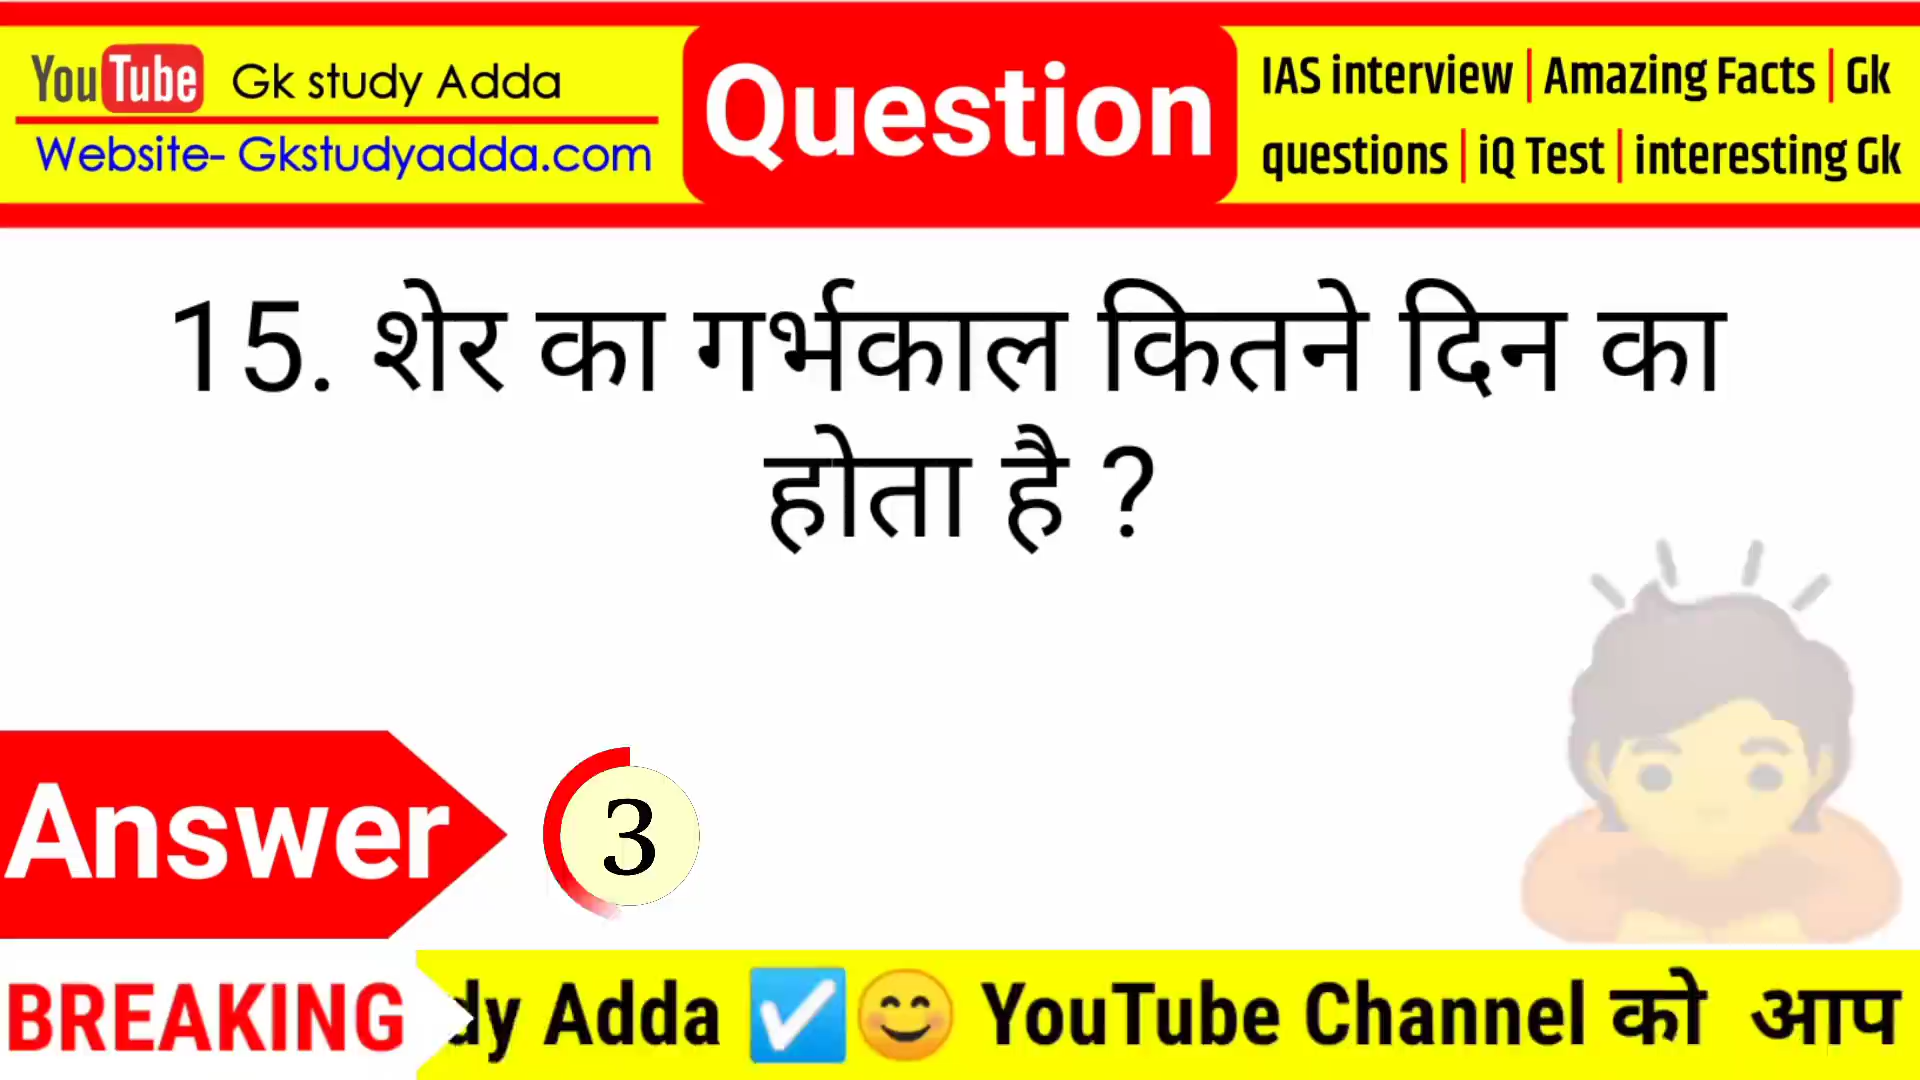 YouTube Gk study Adda
Website- Gkstudyadda.com
Question
IAS interview | Amazing Facts | Gk
questions | iQ Test | interesting Gk
15. शेर का गर्भकाल कितने दिन का
होता है ?
Answer
3
BREAKING
dy Adda ☑😊 YouTube Channel को आप